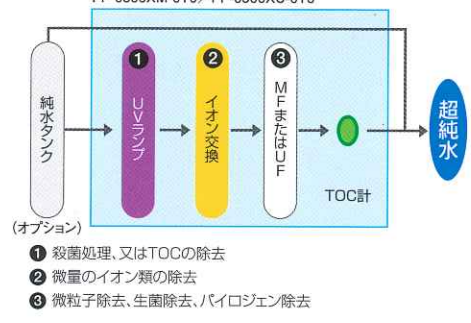 ❶
❷
❸
純水タンク
UVランプ
イオン交換
MFまたはUF
超純水
TOC計
(オプション)
❶ 殺菌処理、又はTOCの除去
❷ 微量のイオン類の除去
❸ 微粒子除去、生菌除去、パイロジェン除去